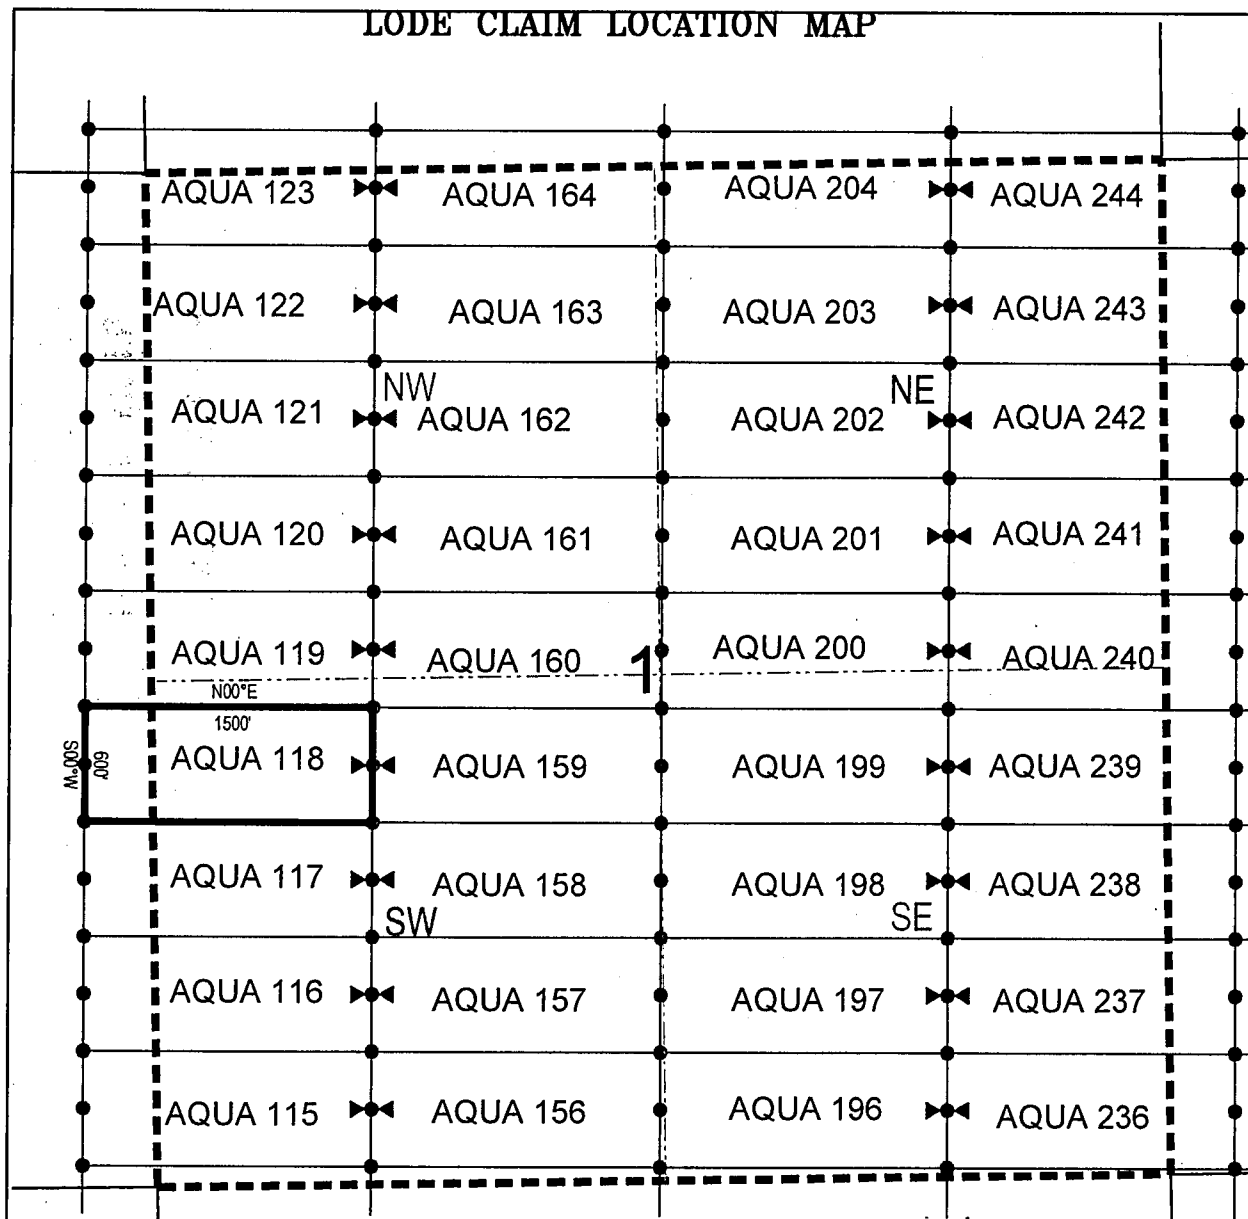 LODE CLAIM LOCATION MAP
AQUA 123 AQUA 164 AQUA 204 AQUA 244
AQUA 122 AQUA 163 AQUA 203 AQUA 243
NW NE
AQUA 121 AQUA 162 AQUA 202 AQUA 242
AQUA 120 AQUA 161 AQUA 201 AQUA 241
AQUA 119 AQUA 160 1 AQUA 200 AQUA 240
N00°E
1500'
S00°W 600' AQUA 118 AQUA 159 AQUA 199 AQUA 239
AQUA 117 AQUA 158 AQUA 198 AQUA 238
SW SE
AQUA 116 AQUA 157 AQUA 197 AQUA 237
AQUA 115 AQUA 156 AQUA 196 AQUA 236